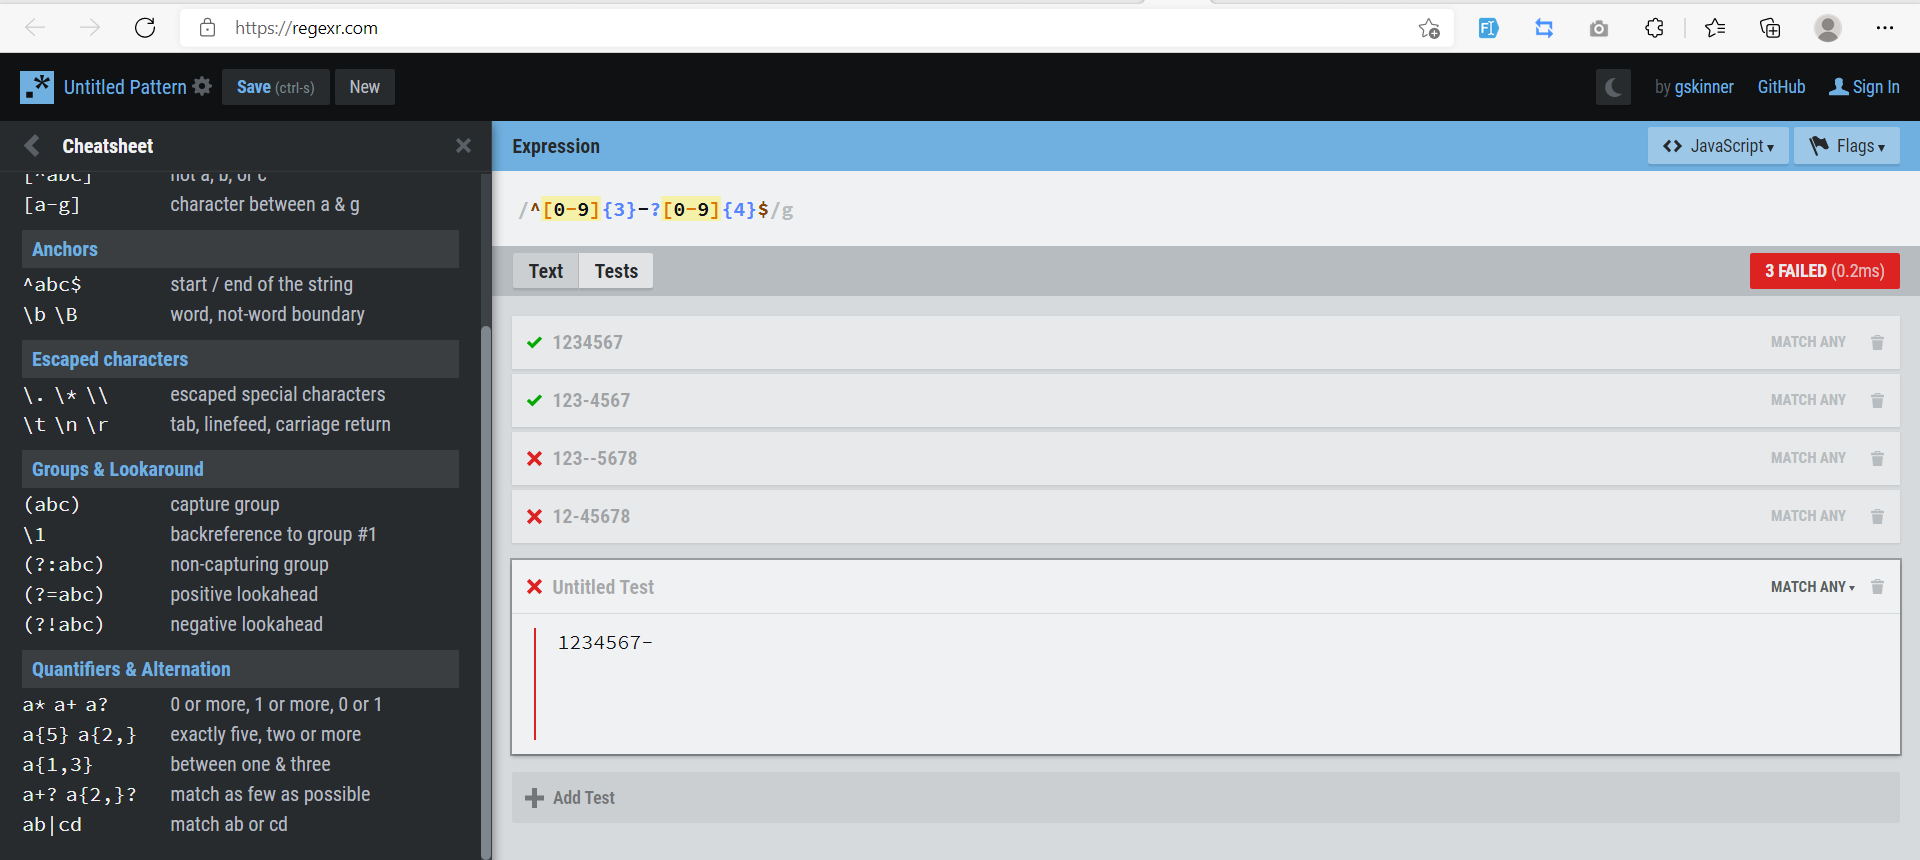 https://regexr.com
.* Untitled Pattern Save (ctrl-s) New by gskinner GitHub Sign In
Cheatsheet
[^abc] not a, b, or c
[a-g] character between a & g
Anchors
^abc$ start / end of the string
\b \B word, not-word boundary
Escaped characters
\. \* \\ escaped special characters
\t \n \r tab, linefeed, carriage return
Groups & Lookaround
(abc) capture group
\1 backreference to group #1
(?:abc) non-capturing group
(?=abc) positive lookahead
(?!abc) negative lookahead
Quantifiers & Alternation
a* a+ a? 0 or more, 1 or more, 0 or 1
a{5} a{2,} exactly five, two or more
a{1,3} between one & three
a+? a{2,}? match as few as possible
ab|cd match ab or cd
Expression <> JavaScript Flags
/^[0-9]{3}-?[0-9]{4}$/g
Text Tests 3 FAILED (0.2ms)
1234567 MATCH ANY
123-4567 MATCH ANY
123--5678 MATCH ANY
12-45678 MATCH ANY
Untitled Test MATCH ANY
1234567-
Add Test